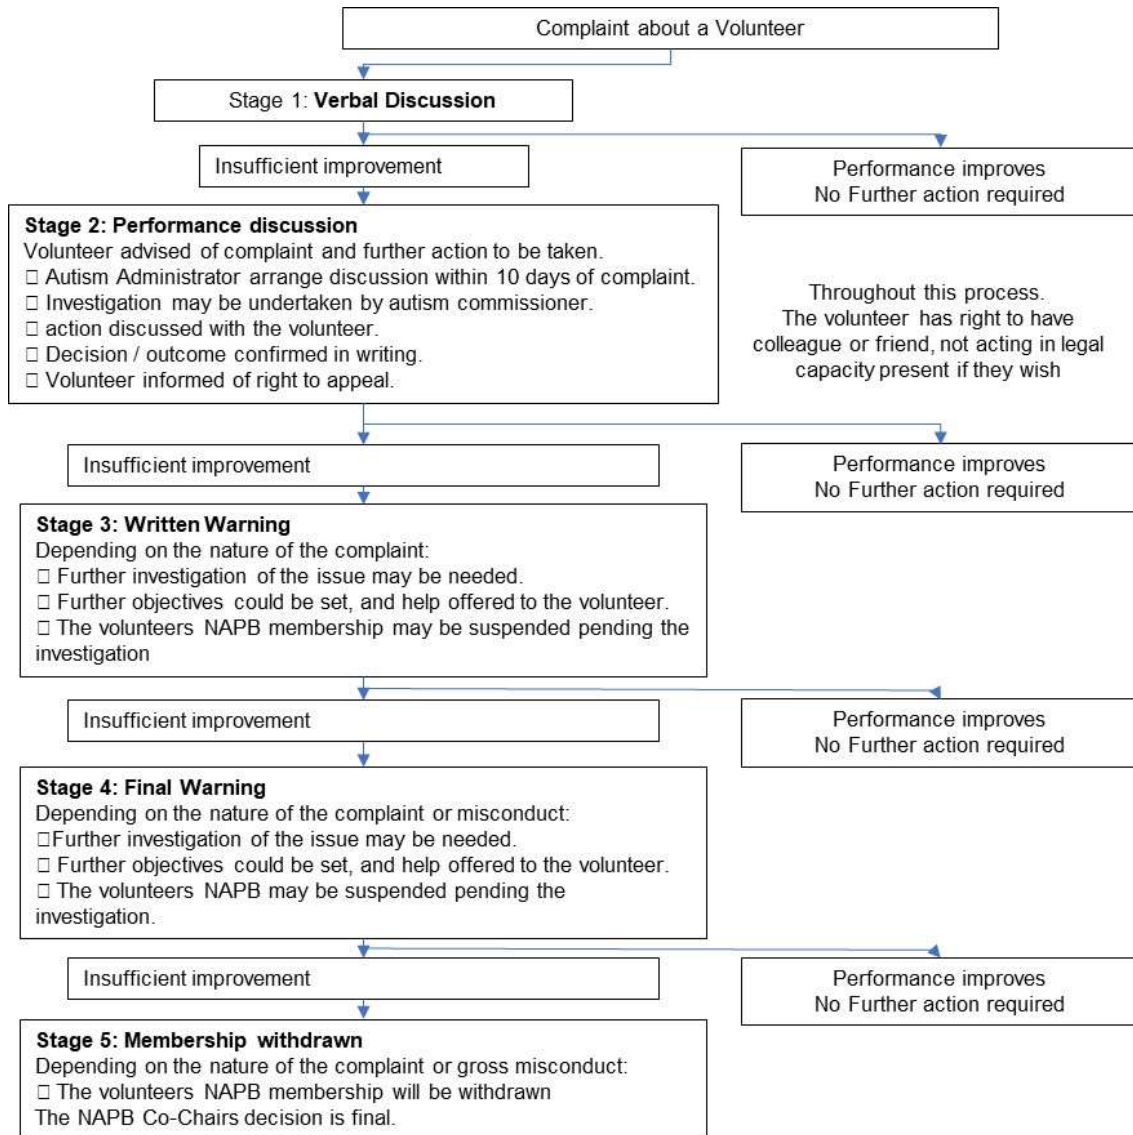 Complaint about a Volunteer
Stage 1: Verbal Discussion
Insufficient improvement
Performance improves
No Further action required
Stage 2: Performance discussion
Volunteer advised of complaint and further action to be taken.
□ Autism Administrator arrange discussion within 10 days of complaint.
□ Investigation may be undertaken by autism commissioner.
□ action discussed with the volunteer.
□ Decision / outcome confirmed in writing.
□ Volunteer informed of right to appeal.
Throughout this process.
The volunteer has right to have
colleague or friend, not acting in legal
capacity present if they wish
Insufficient improvement
Performance improves
No Further action required
Stage 3: Written Warning
Depending on the nature of the complaint:
□ Further investigation of the issue may be needed.
□ Further objectives could be set, and help offered to the volunteer.
□ The volunteers NAPB membership may be suspended pending the
investigation
Insufficient improvement
Performance improves
No Further action required
Stage 4: Final Warning
Depending on the nature of the complaint or misconduct:
□Further investigation of the issue may be needed.
□ Further objectives could be set, and help offered to the volunteer.
□ The volunteers NAPB may be suspended pending the
investigation.
Insufficient improvement
Performance improves
No Further action required
Stage 5: Membership withdrawn
Depending on the nature of the complaint or gross misconduct:
□ The volunteers NAPB membership will be withdrawn
The NAPB Co-Chairs decision is final.